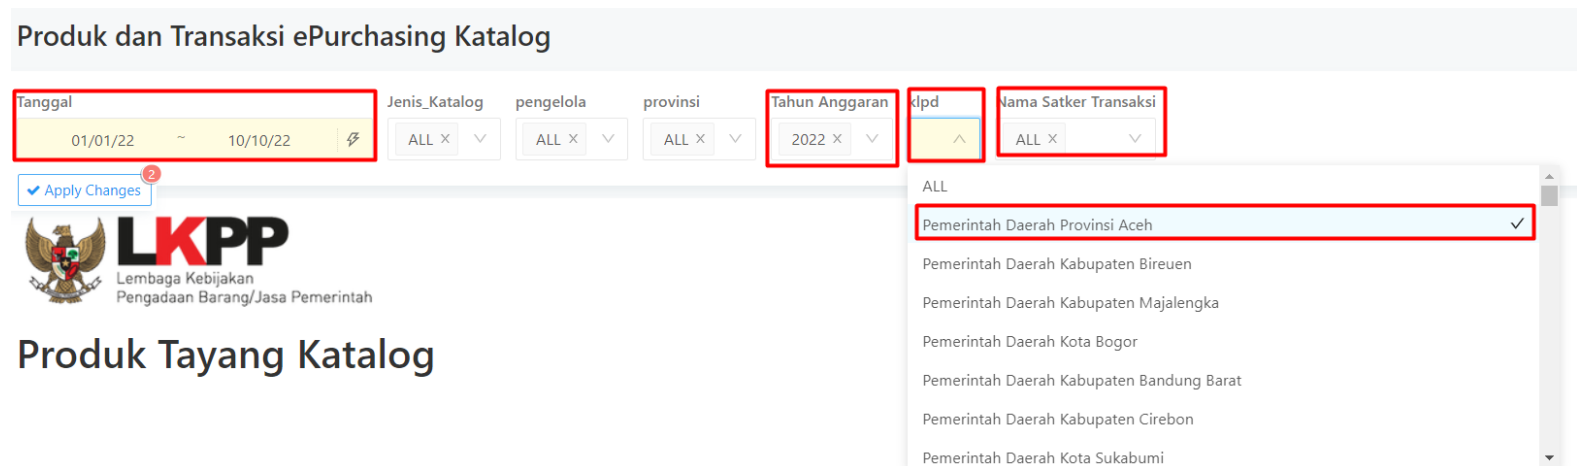 Produk dan Transaksi ePurchasing Katalog
Tanggal Jenis_Katalog pengelola provinsi Tahun Anggaran klpd Nama Satker Transaksi
01/01/22 ~ 10/10/22 ALL × ALL × ALL × 2022 × ALL ×
Apply Changes 2
ALL
Pemerintah Daerah Provinsi Aceh
Pemerintah Daerah Kabupaten Bireuen
Pemerintah Daerah Kabupaten Majalengka
Pemerintah Daerah Kota Bogor
Pemerintah Daerah Kabupaten Bandung Barat
Pemerintah Daerah Kabupaten Cirebon
Pemerintah Daerah Kota Sukabumi
LKPP
Lembaga Kebijakan
Pengadaan Barang/Jasa Pemerintah
Produk Tayang Katalog